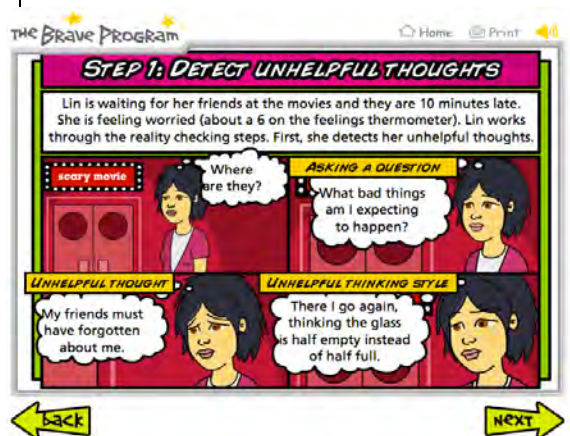 THE BRAVE PROGRAM
Home Print
STEP 1: DETECT UNHELPFUL THOUGHTS
Lin is waiting for her friends at the movies and they are 10 minutes late.
She is feeling worried (about a 6 on the feelings thermometer). Lin works
through the reality checking steps. First, she detects her unhelpful thoughts.
scary movie
Where
are they?
ASKING A QUESTION
What bad things
am I expecting
to happen?
UNHELPFUL THOUGHT
My friends must
have forgotten
about me.
UNHELPFUL THINKING STYLE
There I go again,
thinking the glass
is half empty instead
of half full.
back
NEXT